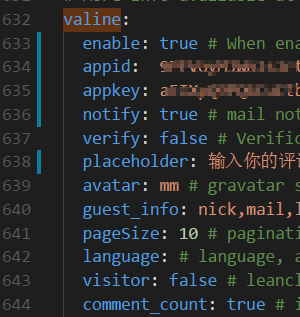 632 valine:
633 enable: true # When ena
634 appid:
635 appkey:
636 notify: true # mail not
637 verify: false # Verific
638 placeholder: 输入你的评
639 avatar: mm # gravatar s
640 guest_info: nick,mail,l
641 pageSize: 10 # paginati
642 language: # language, a
643 visitor: false # leancl
644 comment_count: true # i